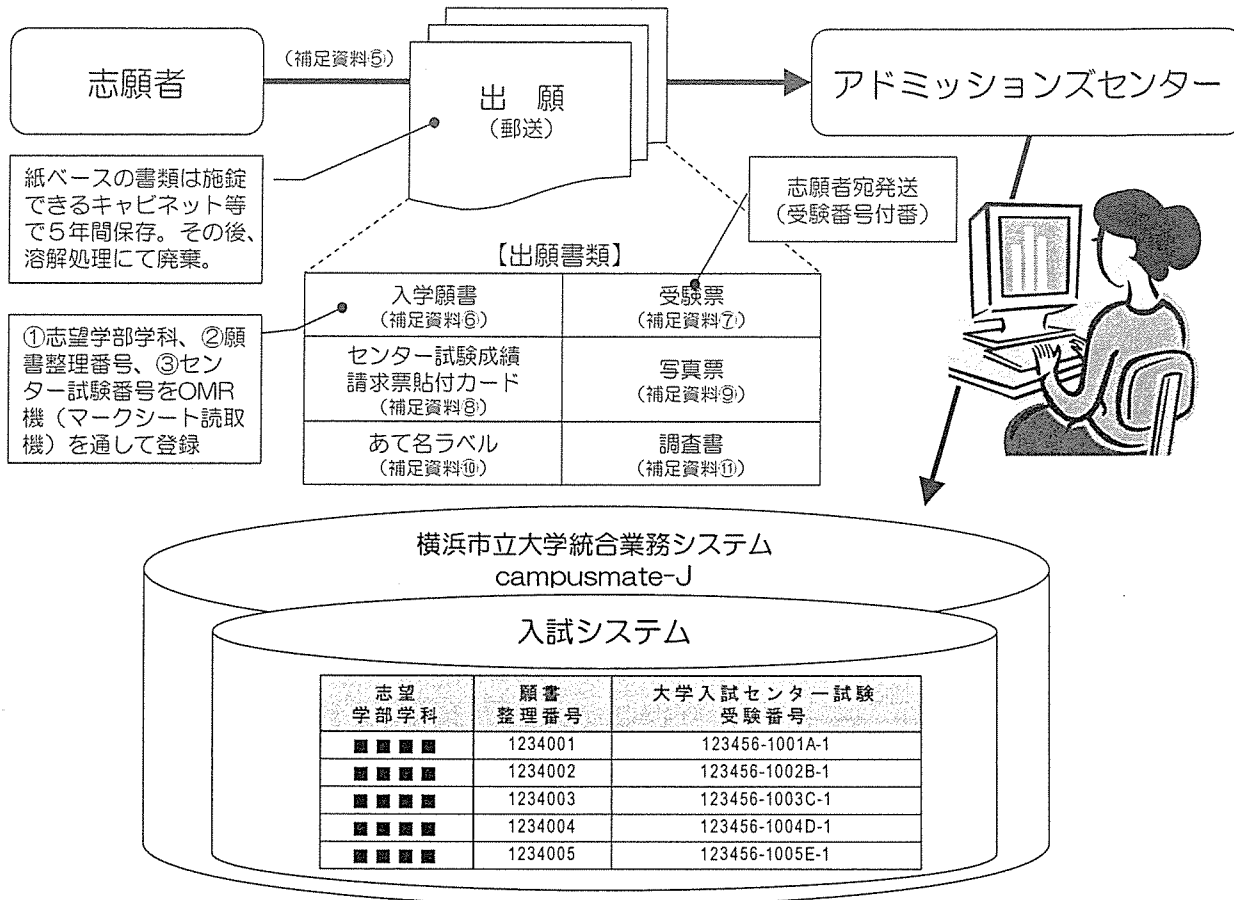 志願者
(補足資料⑤)
出 願
(郵送)
アドミッションズセンター
紙ベースの書類は施錠
できるキャビネット等
で5年間保存。その後、
溶解処理にて廃棄。
志願者宛発送
(受験番号付番)
【出願書類】
入学願書
(補足資料⑥)
受験票
(補足資料⑦)
①志望学部学科、②願
書整理番号、③セン
ター試験番号をOMR
機(マークシート読取
機)を通して登録
センター試験成績
請求票貼付カード
(補足資料⑧)
写真票
(補足資料⑨)
あて名ラベル
(補足資料⑩)
調査書
(補足資料⑪)
横浜市立大学統合業務システム
campusmate-J
入試システム
志望
学部学科
願書
整理番号
大学入試センター試験
受験番号
■■■■ 1234001 123456-1001A-1
■■■■ 1234002 123456-1002B-1
■■■■ 1234003 123456-1003C-1
■■■■ 1234004 123456-1004D-1
■■■■ 1234005 123456-1005E-1